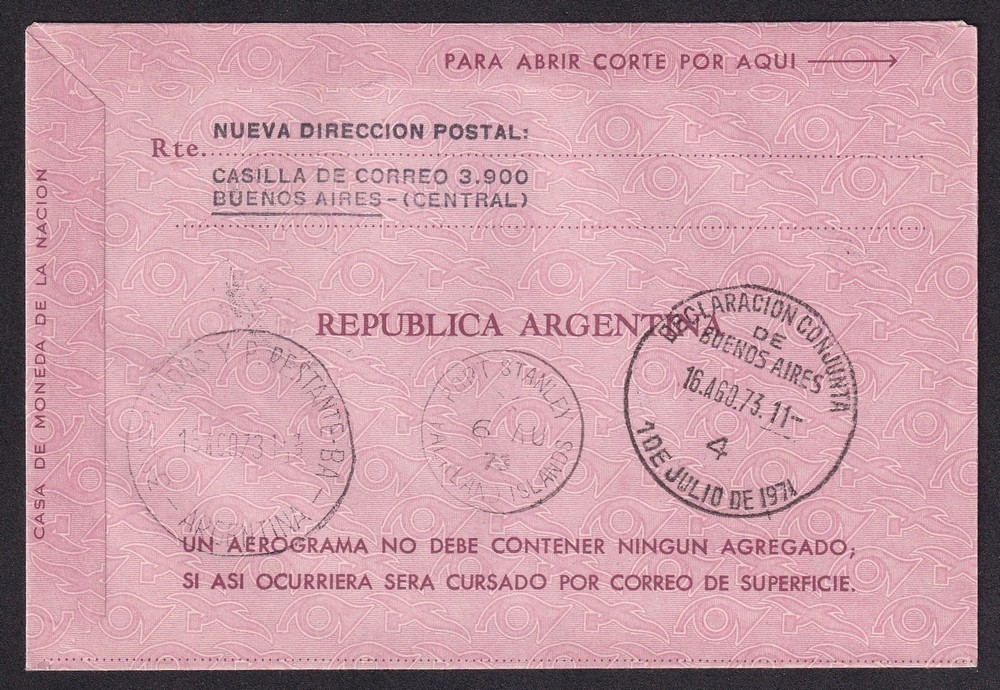 PARA ABRIR CORTE POR AQUI
NUEVA DIRECCION POSTAL:
Rte.
CASILLA DE CORREO 3.900
BUENOS AIRES-(CENTRAL)
CASA DE MONEDA DE LA NACION
REPUBLICA ARGENTINA
Y P. RESTANTE-BA
ARGENTINA
PORT STANLEY
6 AU
73
FALKLAND ISLANDS
DECLARACION CONJUNTA
DE
BUENOS AIRES
16.AGO.73.11-
4
1 DE JULIO DE 1971
UN AEROGRAMA NO DEBE CONTENER NINGUN AGREGADO;
SI ASI OCURRIERA SERA CURSADO POR CORREO DE SUPERFICIE.